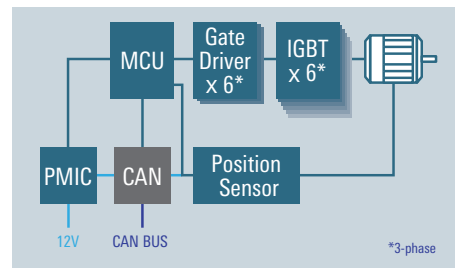 MCU
Gate
Driver
x 6*
IGBT
x 6*
PMIC
CAN
Position
Sensor
12V
CAN BUS
*3-phase